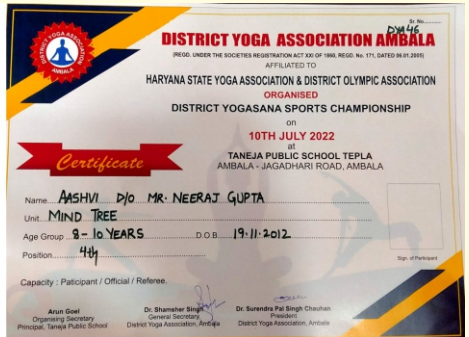 Sr. No.
DYA46
DISTRICT YOGA ASSOCIATION AMBALA
DISTRICT YOGA ASSOCIATION AMBALA
(REGD. UNDER THE SOCIETIES REGISTRATION ACT XXI OF 1860, REGD. No. 171, DATED 06.01.2005)
AFFILIATED TO
HARYANA STATE YOGA ASSOCIATION & DISTRICT OLYMPIC ASSOCIATION
ORGANISED
DISTRICT YOGASANA SPORTS CHAMPIONSHIP
on
10TH JULY 2022
at
TANEJA PUBLIC SCHOOL TEPLA
AMBALA - JAGADHARI ROAD, AMBALA
Certificate
Name AASHVI D/O MR. NEERAJ GUPTA
Unit MIND TREE
Age Group 8-10 YEARS D.O.B 19.11.2012
Position 4th
Sign. of Participant
Capacity : Paticipant / Official / Referee.
Arun Goel Dr. Shamsher Singh Dr. Surendra Pal Singh Chauhan
Organising Secretary General Secretary President
Principal, Taneja Public School District Yoga Association, Ambala District Yoga Association, Ambala